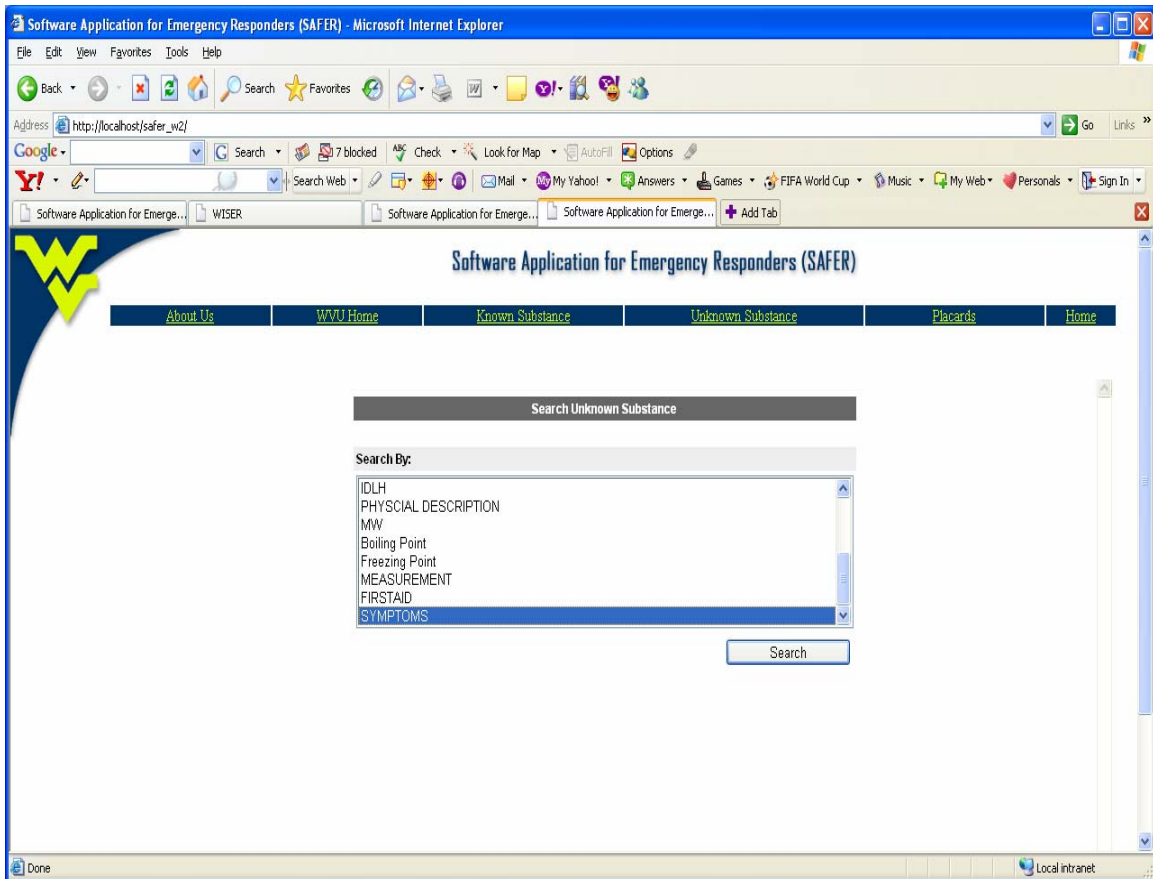 Software Application for Emergency Responders (SAFER) - Microsoft Internet Explorer
File Edit View Favorites Tools Help
Back Search Favorites
Address http://localhost/safer_w2/ Go Links »
Google Search 7 blocked Check Look for Map AutoFill Options
Y! Search Web Mail My Yahoo! Answers Games FIFA World Cup Music My Web Personals Sign In
Software Application for Emerge... WISER Software Application for Emerge... Software Application for Emerge... Add Tab
Software Application for Emergency Responders (SAFER)
About Us WVU Home Known Substance Unknown Substance Placards Home
Search Unknown Substance
Search By:
IDLH
PHYSCIAL DESCRIPTION
MW
Boiling Point
Freezing Point
MEASUREMENT
FIRSTAID
SYMPTOMS
Search
Done Local intranet